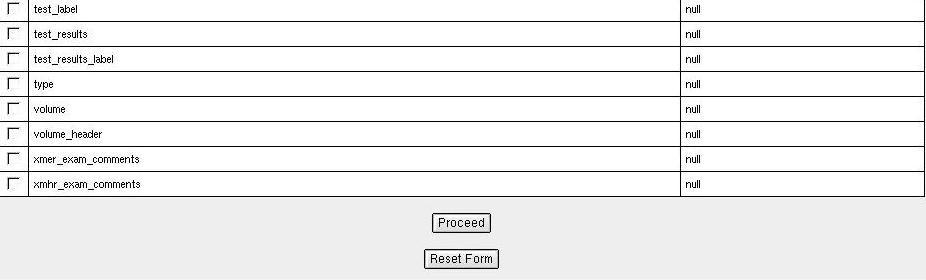 test_label null
test_results null
test_results_label null
type null
volume null
volume_header null
xmer_exam_comments null
xmhr_exam_comments null
Proceed
Reset Form